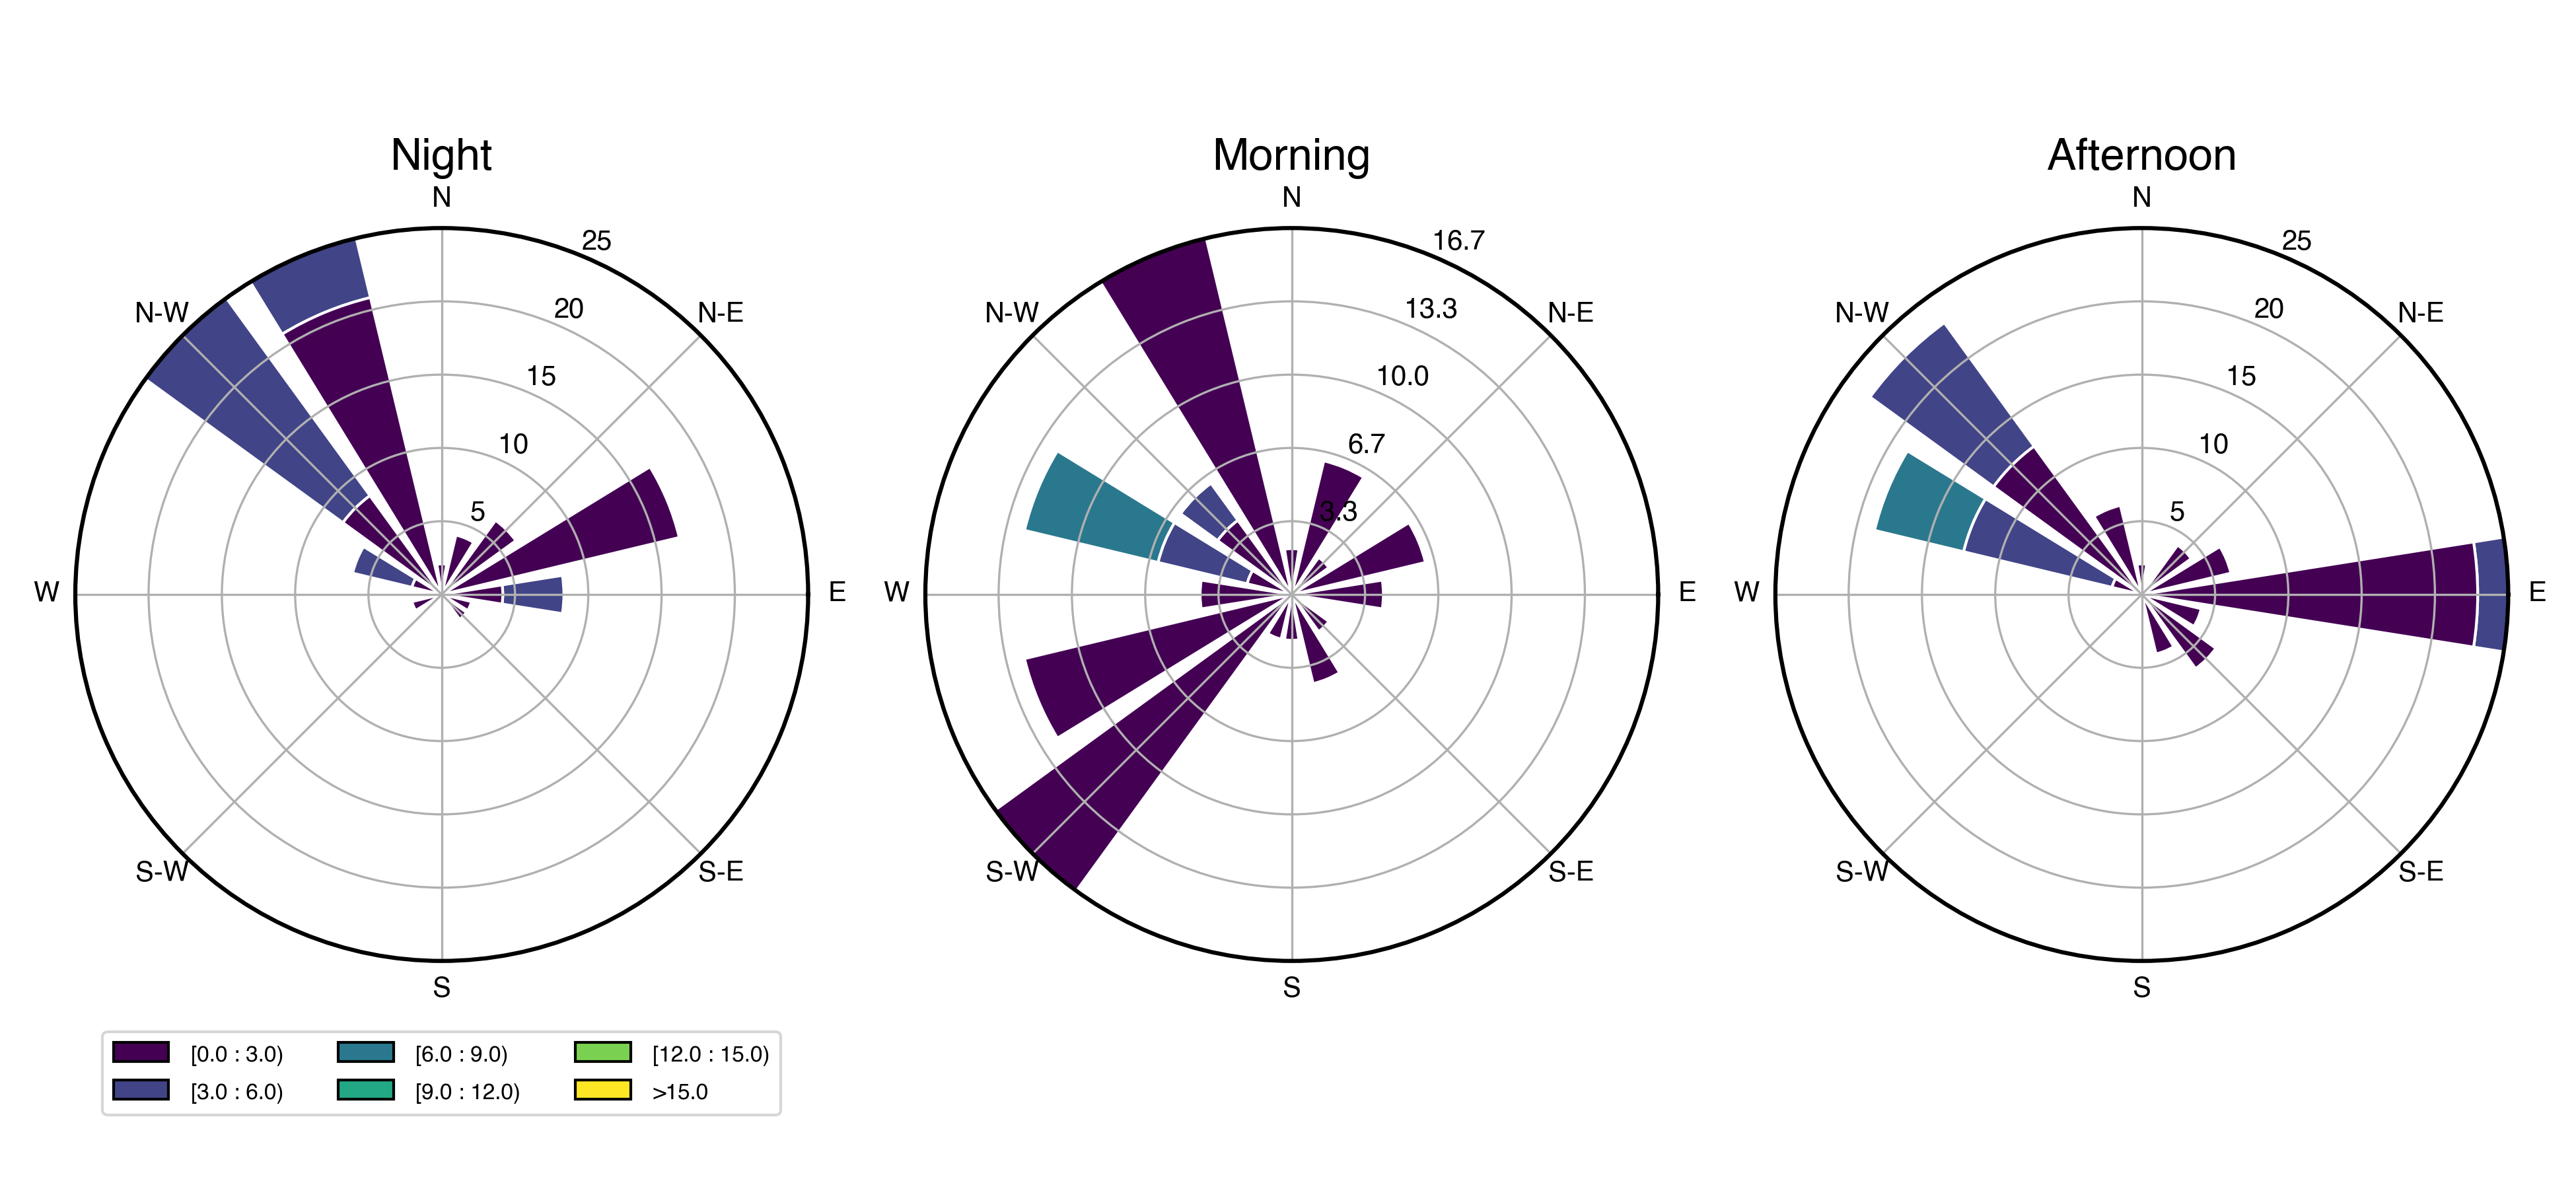 Night
N
25
N-W
N-E
20
15
10
5
W
E
S-W
S-E
S
Morning
N
16.7
N-W
N-E
13.3
10.0
6.7
3.3
W
E
S-W
S-E
S
Afternoon
N
25
N-W
N-E
20
15
10
5
W
E
S-W
S-E
S
[0.0 : 3.0)
[6.0 : 9.0)
[12.0 : 15.0)
[3.0 : 6.0)
[9.0 : 12.0)
>15.0